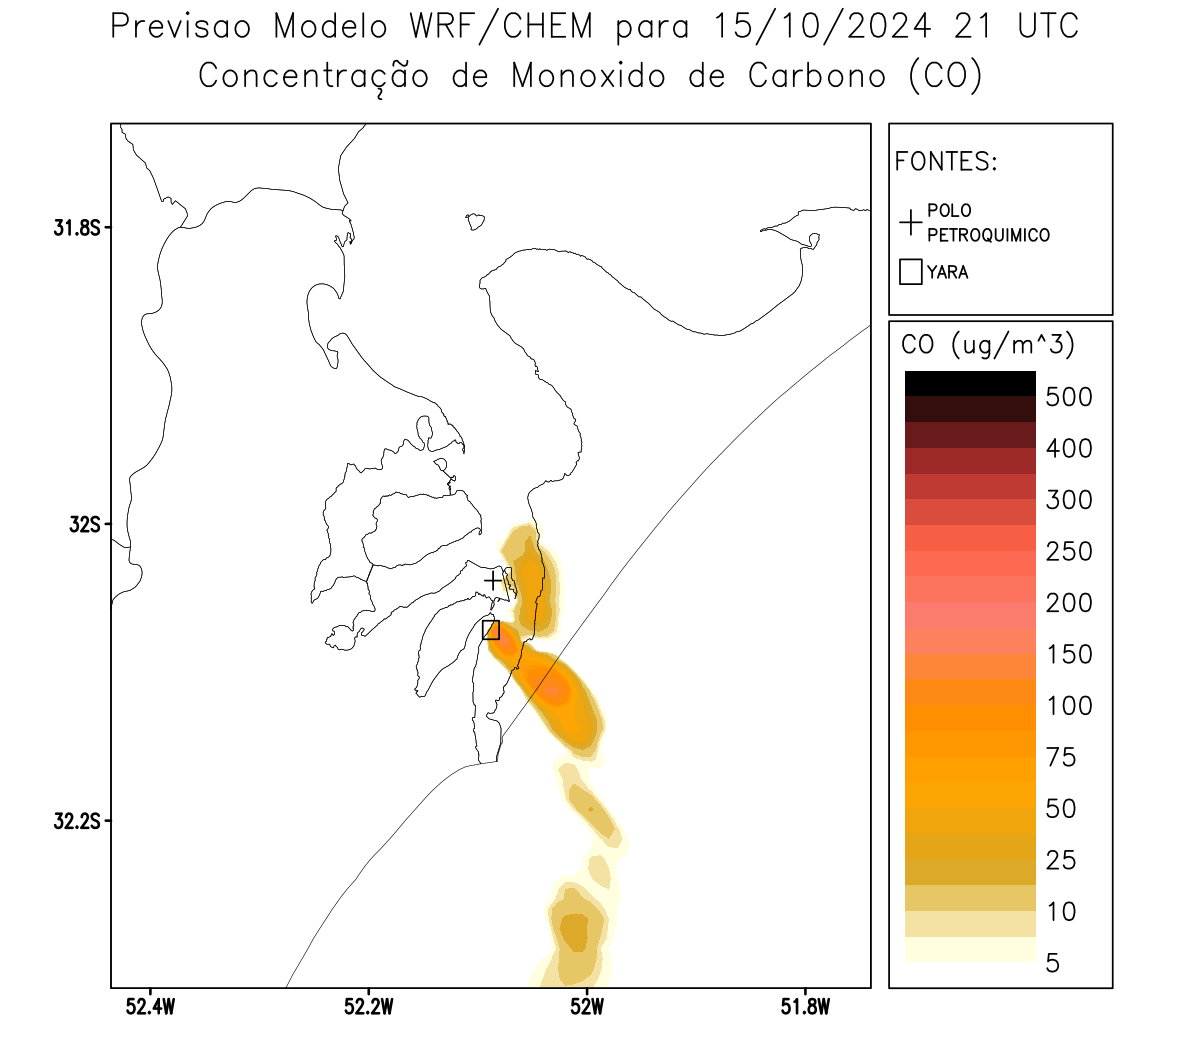 Previsao Modelo WRF/CHEM para 15/10/2024 21 UTC
Concentração de Monoxido de Carbono (CO)
FONTES:
POLO
PETROQUIMICO
YARA
CO (ug/m^3)
500
400
300
250
200
150
100
75
50
25
10
5
31.8S
32S
32.2S
52.4W
52.2W
52W
51.8W